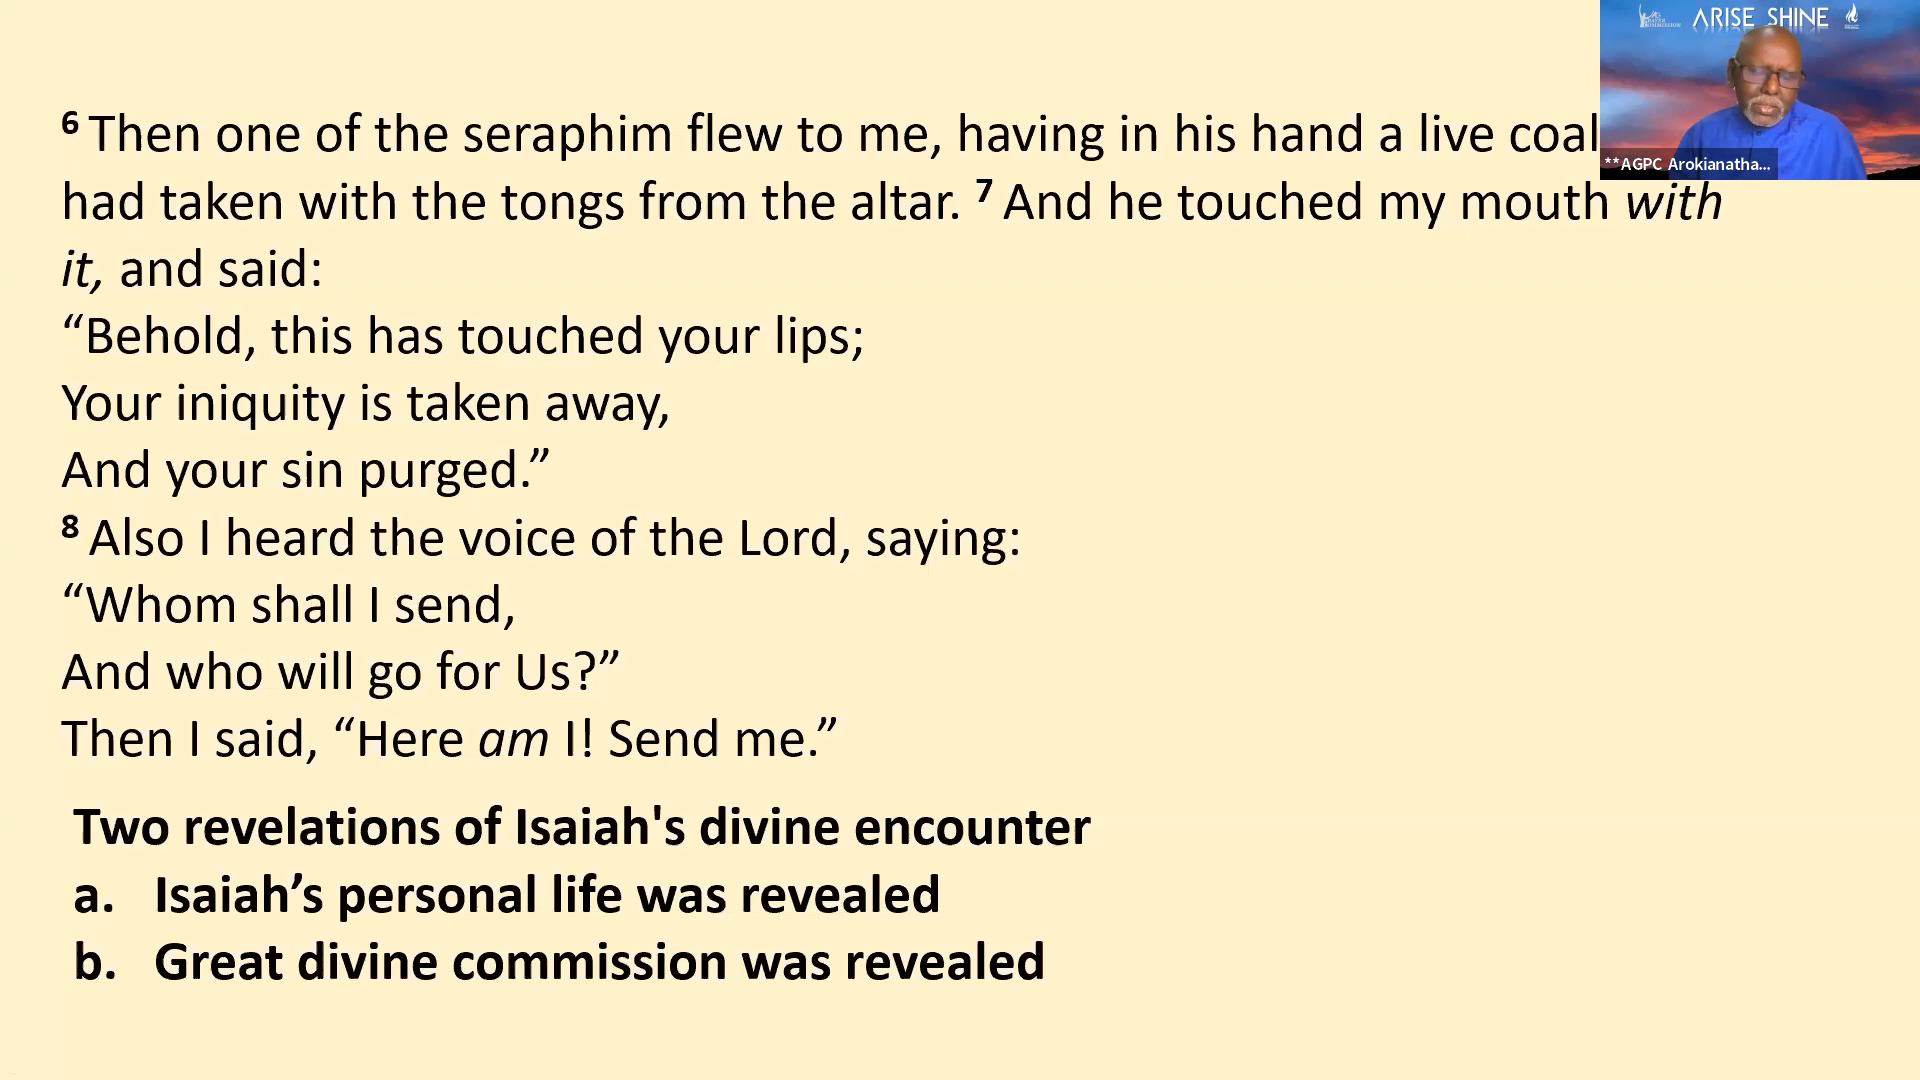 ARISE SHINE
6 Then one of the seraphim flew to me, having in his hand a live coal
**AGPC Arokianatha...
had taken with the tongs from the altar. 7 And he touched my mouth with
it, and said:
“Behold, this has touched your lips;
Your iniquity is taken away,
And your sin purged.”
8 Also I heard the voice of the Lord, saying:
“Whom shall I send,
And who will go for Us?”
Then I said, “Here am I! Send me.”
Two revelations of Isaiah's divine encounter
a. Isaiah’s personal life was revealed
b. Great divine commission was revealed